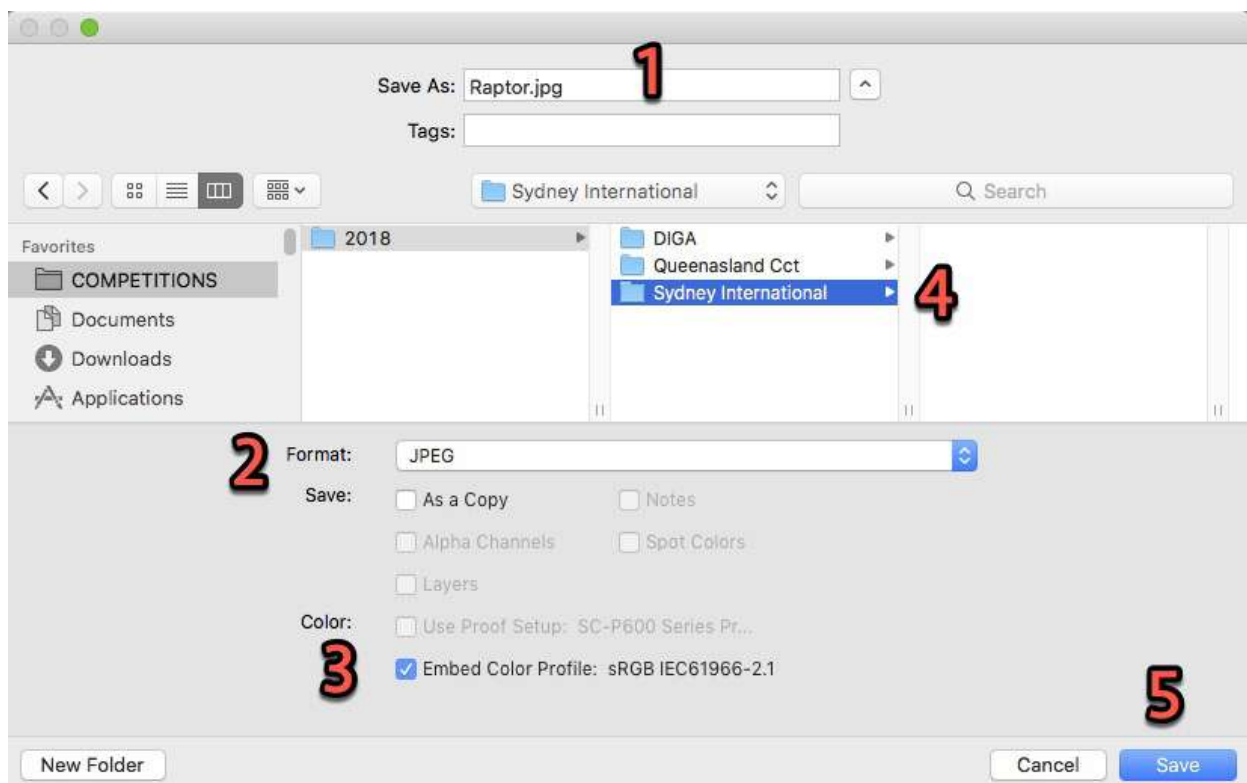 1
Save As: Raptor.jpg
Tags:
Sydney International
Search
Favorites
2018
DIGA
COMPETITIONS
Queenasland Cct
Sydney International
4
Documents
Downloads
Applications
2
Format: JPEG
Save: As a Copy Notes
Alpha Channels Spot Colors
Layers
Color: Use Proof Setup: SC-P600 Series Pr...
3
Embed Color Profile: sRGB IEC61966-2.1
5
New Folder Cancel Save